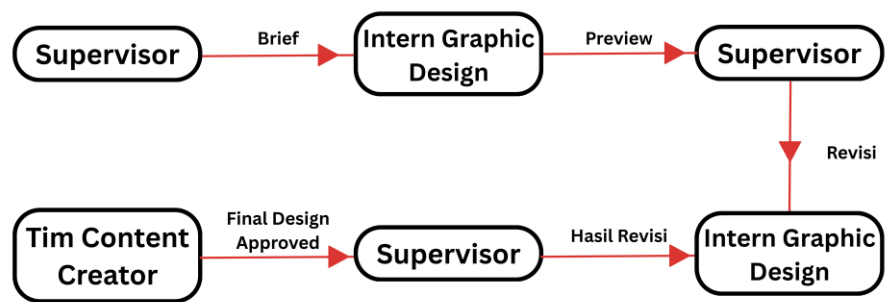 Supervisor
Brief
Intern Graphic
Design
Preview
Supervisor
Revisi
Tim Content
Creator
Final Design
Approved
Supervisor
Hasil Revisi
Intern Graphic
Design